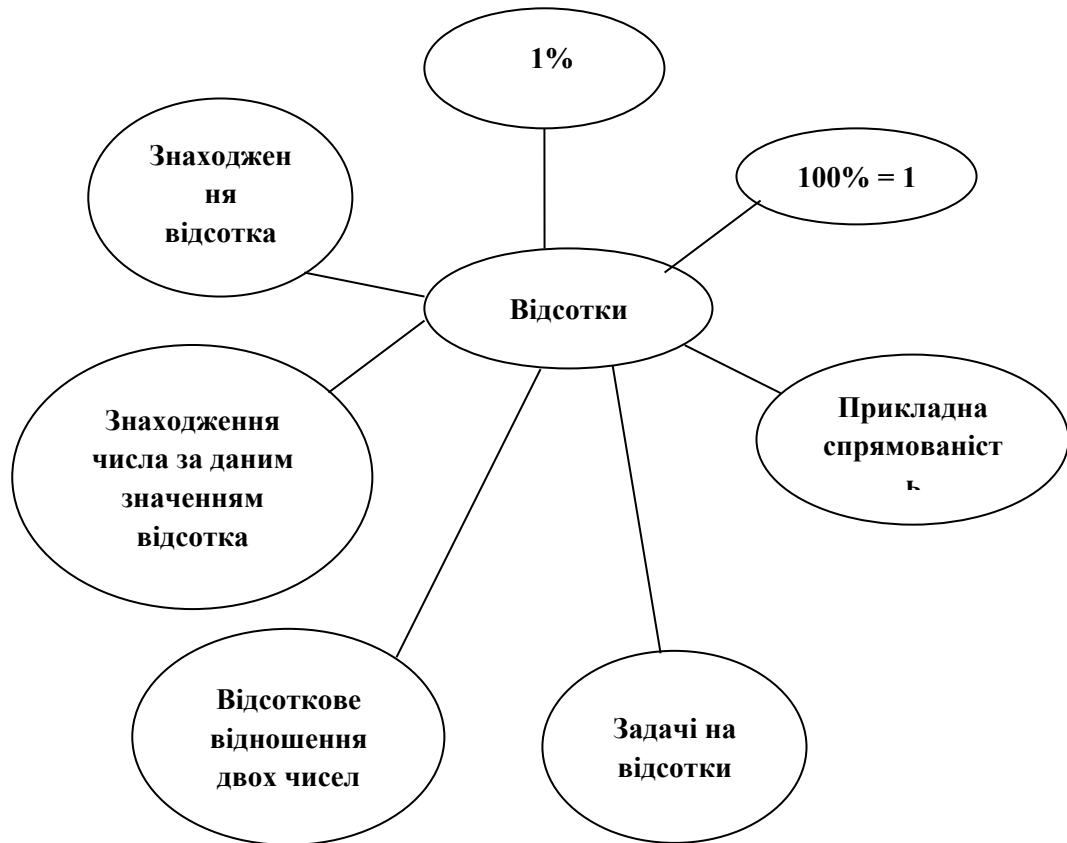 1%
100% = 1
Знаходжен
ня
відсотка
Відсотки
Знаходження
числа за даним
значенням
відсотка
Прикладна
спрямованіст
ь
Відсоткове
відношення
двох чисел
Задачі на
відсотки